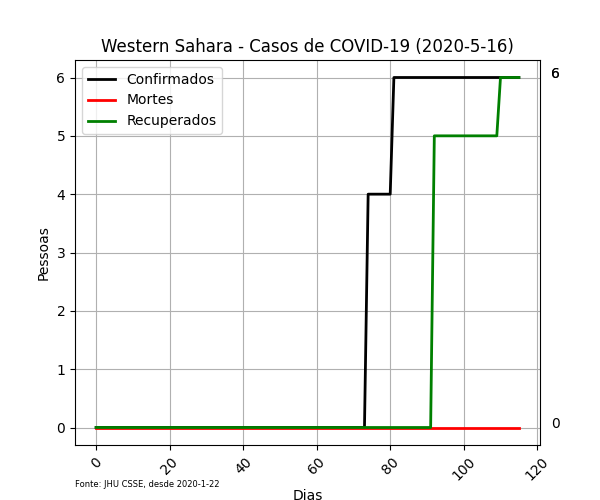 Western Sahara - Casos de COVID-19 (2020-5-16)
Confirmados
Mortes
Recuperados
6
5
4
3
2
1
0
6
0
Pessoas
0
20
40
60
80
100
120
Fonte: JHU CSSE, desde 2020-1-22
Dias